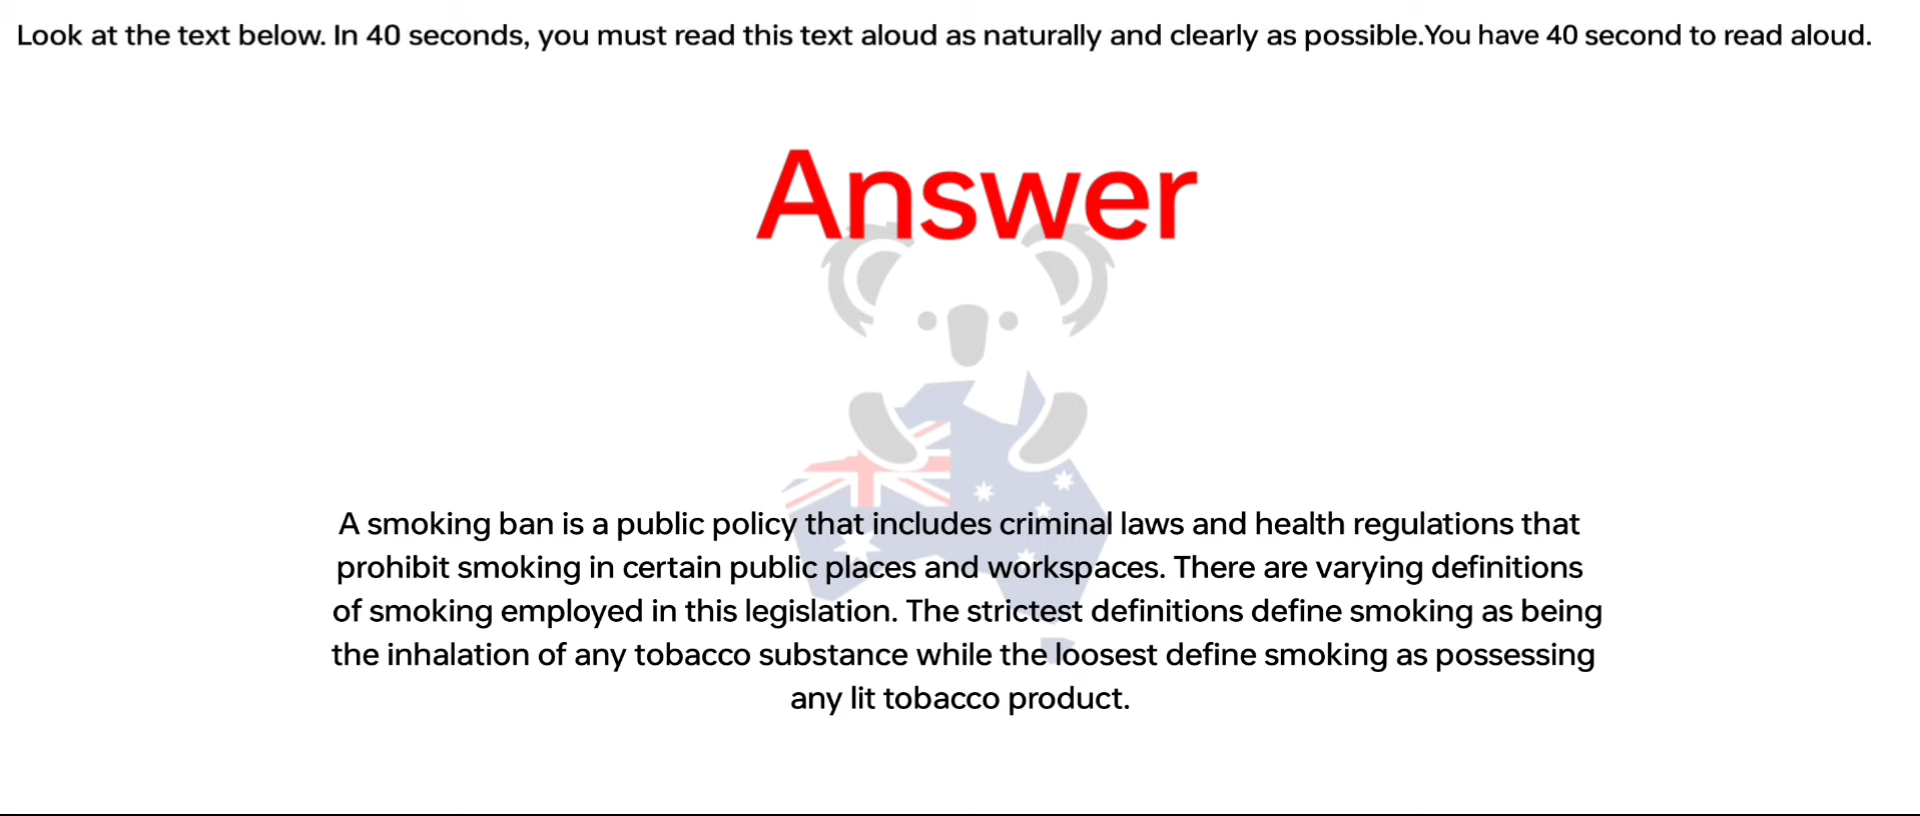 Look at the text below. In 40 seconds, you must read this text aloud as naturally and clearly as possible.You have 40 second to read aloud.
Answer
A smoking ban is a public policy that includes criminal laws and health regulations that
prohibit smoking in certain public places and workspaces. There are varying definitions
of smoking employed in this legislation. The strictest definitions define smoking as being
the inhalation of any tobacco substance while the loosest define smoking as possessing
any lit tobacco product.